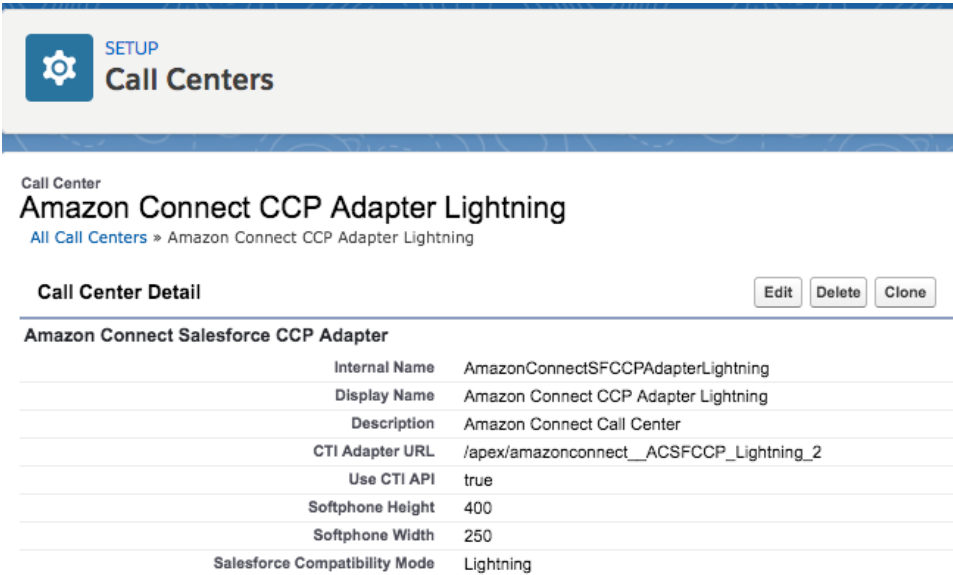 SETUP
Call Centers
Call Center
Amazon Connect CCP Adapter Lightning
All Call Centers » Amazon Connect CCP Adapter Lightning
Call Center Detail Edit Delete Clone
Amazon Connect Salesforce CCP Adapter
Internal Name AmazonConnectSFCCPAdapterLightning
Display Name Amazon Connect CCP Adapter Lightning
Description Amazon Connect Call Center
CTI Adapter URL /apex/amazonconnect__ACSFCCP_Lightning_2
Use CTI API true
Softphone Height 400
Softphone Width 250
Salesforce Compatibility Mode Lightning